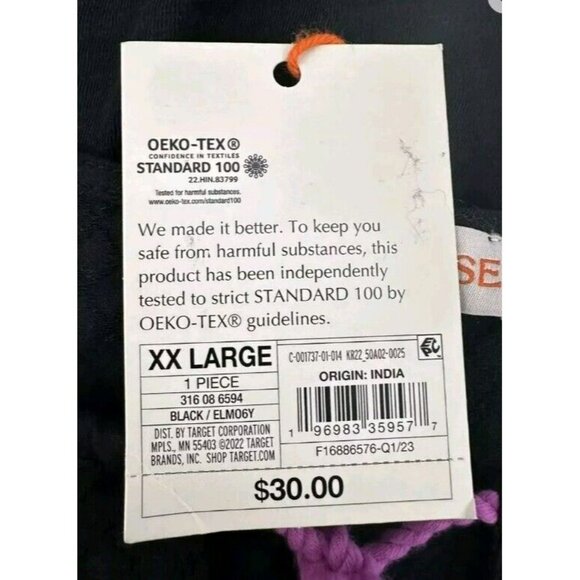 OEKO-TEX®
CONFIDENCE IN TEXTILES
STANDARD 100
22.HIN.83799
Tested for harmful substances.
www.oeko-tex.com/standard100
We made it better. To keep you
safe from harmful substances, this
product has been independently
tested to strict STANDARD 100 by
OEKO-TEX® guidelines.
XX LARGE
1 PIECE
316 08 6594
BLACK / ELM06Y
DIST. BY TARGET CORPORATION
MPLS., MN 55403 ©2022 TARGET
BRANDS, INC. SHOP TARGET.COM
C-001737-01-014 KR22_50A02-0025
EPC
ORIGIN: INDIA
1 96983 35957 7
F16886576-Q1/23
$30.00
SE